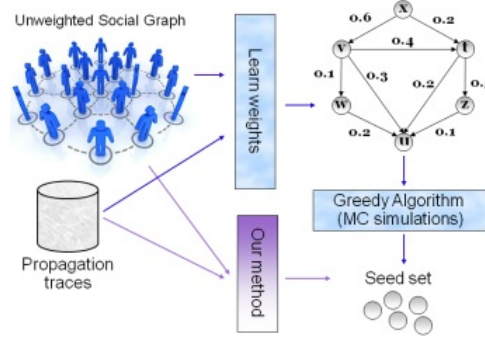 Unweighted Social Graph
Learn weights
x
0.6
0.2
v
0.4
t
0.1
0.3
0.2
w
z
0.2
0.1
u
Greedy Algorithm
(MC simulations)
Propagation
traces
Our method
Seed set